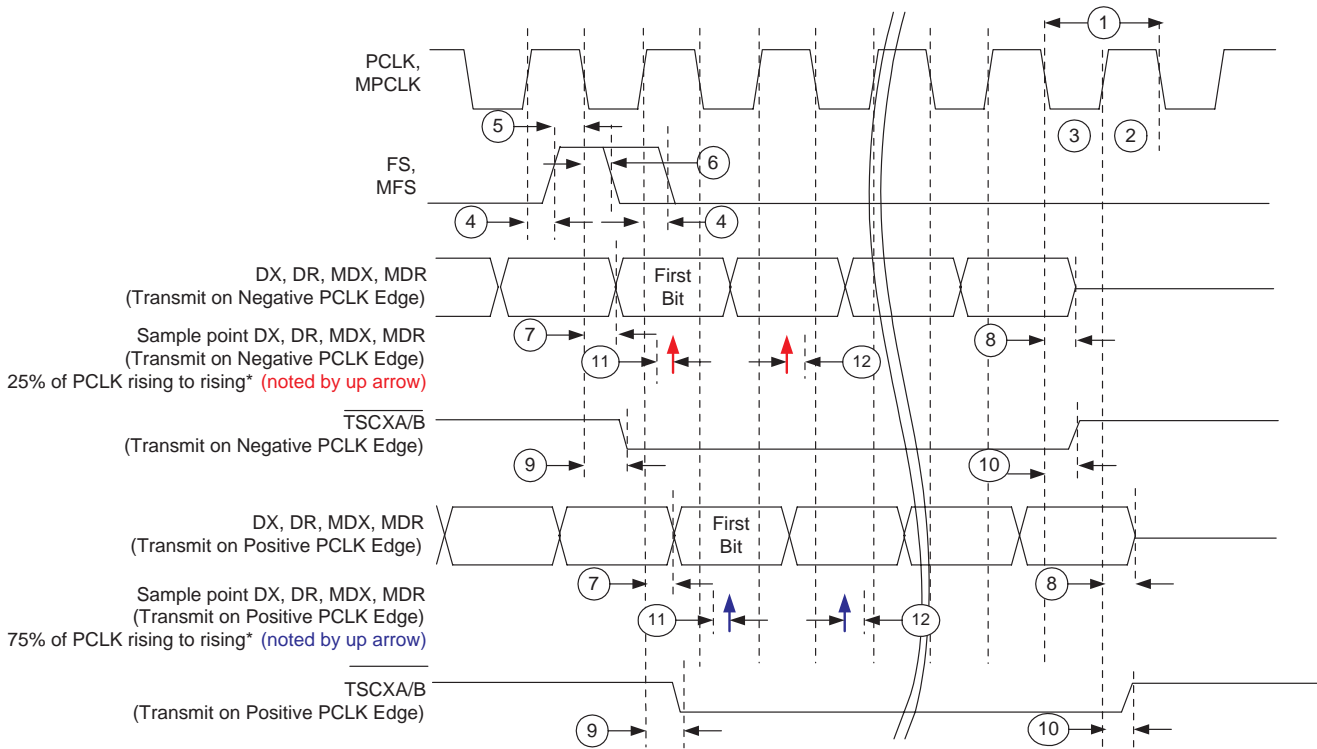 1
PCLK,
MPCLK
3
2
5
FS,
MFS
6
4
4
DX, DR, MDX, MDR
(Transmit on Negative PCLK Edge)
First
Bit
7
8
Sample point DX, DR, MDX, MDR
(Transmit on Negative PCLK Edge)
25% of PCLK rising to rising* (noted by up arrow)
11
12
TSCXA/B
(Transmit on Negative PCLK Edge)
9
10
DX, DR, MDX, MDR
(Transmit on Positive PCLK Edge)
First
Bit
7
8
Sample point DX, DR, MDX, MDR
(Transmit on Positive PCLK Edge)
75% of PCLK rising to rising* (noted by up arrow)
11
12
TSCXA/B
(Transmit on Positive PCLK Edge)
9
10